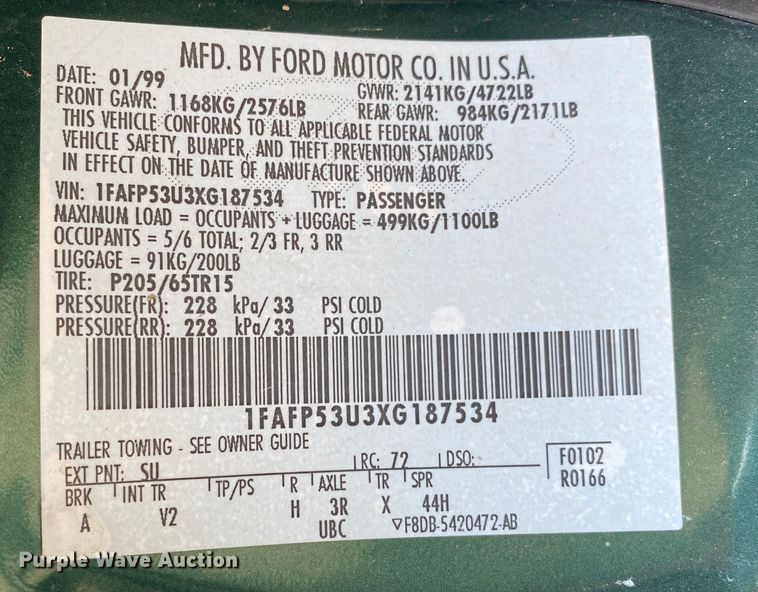 MFD. BY FORD MOTOR CO. IN U.S.A.
DATE: 01/99 GVWR: 2141KG/4722LB
FRONT GAWR: 1168KG/2576LB REAR GAWR: 984KG/2171LB
THIS VEHICLE CONFORMS TO ALL APPLICABLE FEDERAL MOTOR
VEHICLE SAFETY, BUMPER, AND THEFT PREVENTION STANDARDS
IN EFFECT ON THE DATE OF MANUFACTURE SHOWN ABOVE.
VIN: 1FAFP53U3XG187534 TYPE: PASSENGER
MAXIMUM LOAD = OCCUPANTS + LUGGAGE = 499KG/1100LB
OCCUPANTS = 5/6 TOTAL; 2/3 FR, 3 RR
LUGGAGE = 91KG/200LB
TIRE: P205/65TR15
PRESSURE(FR): 228 kPa/33 PSI COLD
PRESSURE(RR): 228 kPa/33 PSI COLD
1FAFP53U3XG187534
TRAILER TOWING - SEE OWNER GUIDE
EXT PNT: SU RC: 72 DSO: F0102
BRK INT TR TP/PS R AXLE TR SPR R0166
A V2 H 3R X 44H
UBC ▽F8DB-5420472-AB
Purple Wave Auction